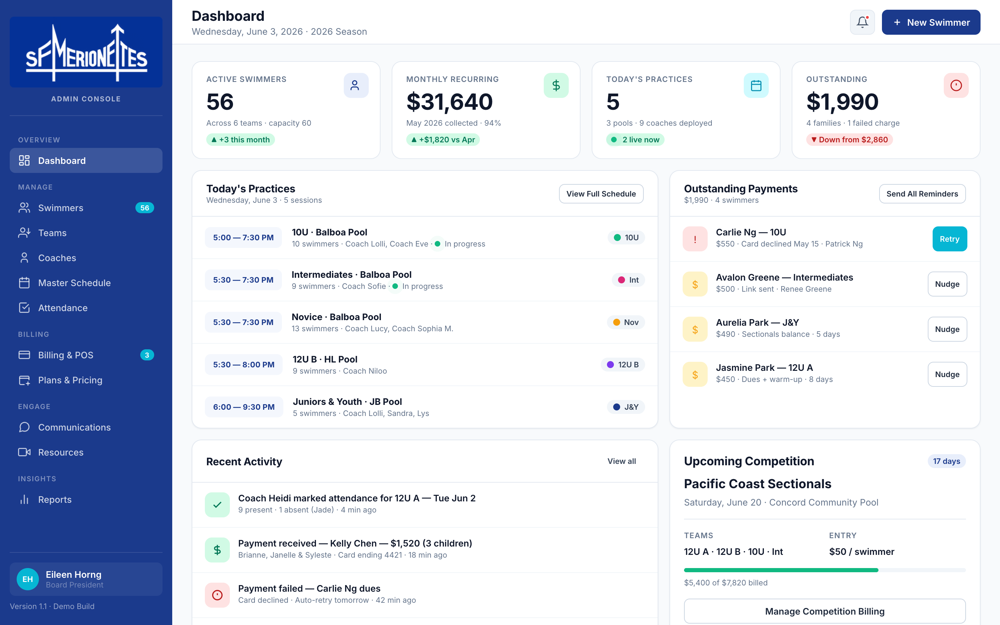 SF MERIONETTES
ADMIN CONSOLE
OVERVIEW
Dashboard
MANAGE
Swimmers 56
Teams
Coaches
Master Schedule
Attendance
BILLING
Billing & POS 3
Plans & Pricing
ENGAGE
Communications
Resources
INSIGHTS
Reports
EH
Eileen Horng
Board President
Version 1.1 · Demo Build
Dashboard
Wednesday, June 3, 2026 · 2026 Season
+ New Swimmer
ACTIVE SWIMMERS
56
Across 6 teams · capacity 60
▲ +3 this month
MONTHLY RECURRING
$
$31,640
May 2026 collected · 94%
▲ +$1,820 vs Apr
TODAY'S PRACTICES
5
3 pools · 9 coaches deployed
2 live now
OUTSTANDING
$1,990
4 families · 1 failed charge
▼ Down from $2,860
Today's Practices
Wednesday, June 3 · 5 sessions
View Full Schedule
5:00 — 7:30 PM
10U · Balboa Pool
10 swimmers · Coach Lolli, Coach Eve · In progress
10U
5:30 — 7:30 PM
Intermediates · Balboa Pool
9 swimmers · Coach Sofie · In progress
Int
5:30 — 7:30 PM
Novice · Balboa Pool
13 swimmers · Coach Lucy, Coach Sophia M.
Nov
5:30 — 8:00 PM
12U B · HL Pool
9 swimmers · Coach Niloo
12U B
6:00 — 9:30 PM
Juniors & Youth · JB Pool
5 swimmers · Coach Lolli, Sandra, Lys
J&Y
Outstanding Payments
$1,990 · 4 swimmers
Send All Reminders
!
Carlie Ng — 10U
$550 · Card declined May 15 · Patrick Ng
Retry
$
Avalon Greene — Intermediates
$500 · Link sent · Renee Greene
Nudge
$
Aurelia Park — J&Y
$490 · Sectionals balance · 5 days
Nudge
$
Jasmine Park — 12U A
$450 · Dues + warm-up · 8 days
Nudge
Recent Activity
View all
Coach Heidi marked attendance for 12U A — Tue Jun 2
9 present · 1 absent (Jade) · 4 min ago
$
Payment received — Kelly Chen — $1,520 (3 children)
Brianne, Janelle & Syleste · Card ending 4421 · 18 min ago
Payment failed — Carlie Ng dues
Card declined · Auto-retry tomorrow · 42 min ago
Upcoming Competition
17 days
Pacific Coast Sectionals
Saturday, June 20 · Concord Community Pool
TEAMS
12U A · 12U B · 10U · Int
ENTRY
$50 / swimmer
$5,400 of $7,820 billed
Manage Competition Billing